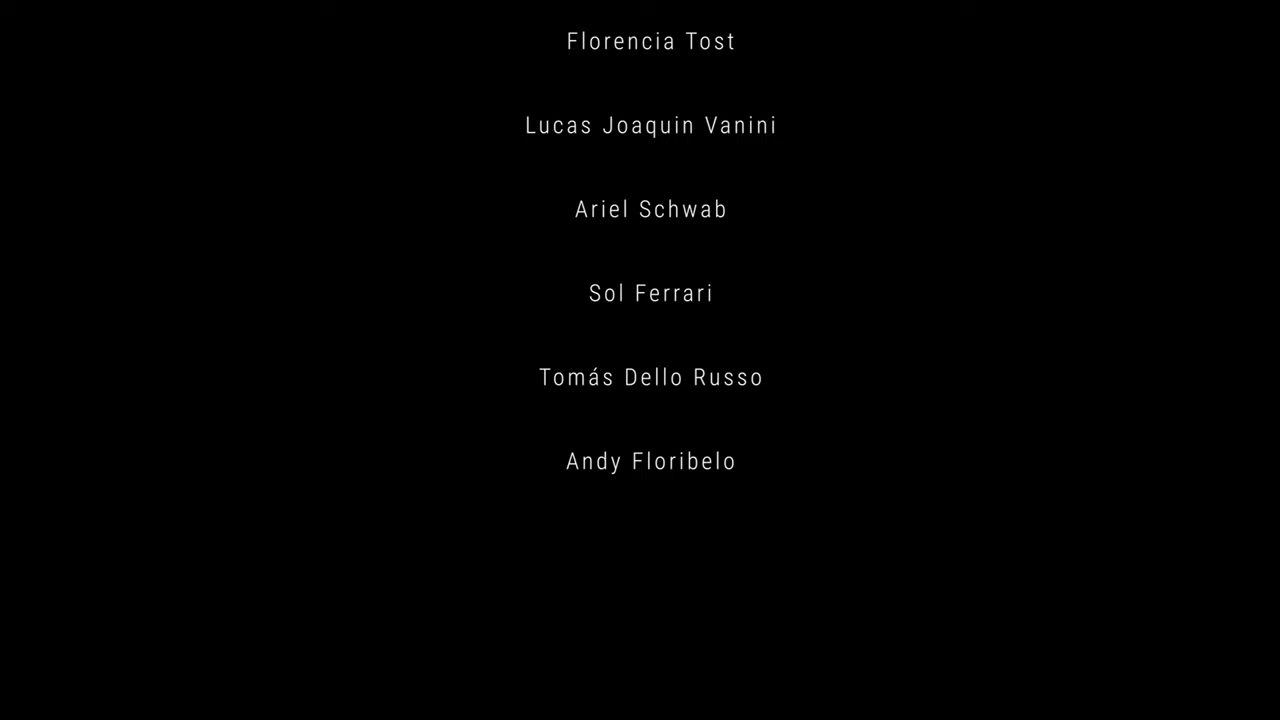 Florencia Tost
Lucas Joaquin Vanini
Ariel Schwab
Sol Ferrari
Tomás Dello Russo
Andy Floribelo